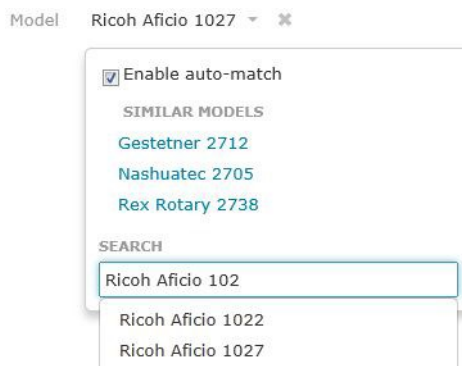 Model Ricoh Aficio 1027
Enable auto-match
SIMILAR MODELS
Gestetner 2712
Nashuatec 2705
Rex Rotary 2738
SEARCH
Ricoh Aficio 102
Ricoh Aficio 1022
Ricoh Aficio 1027